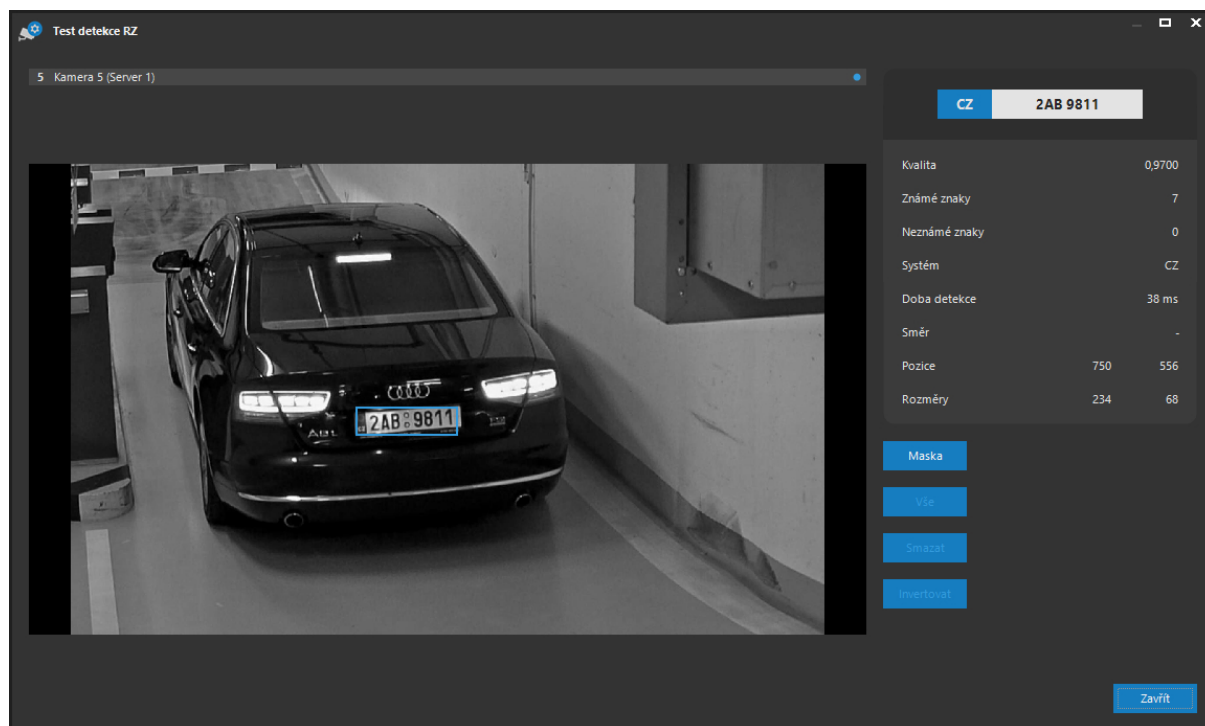 Test detekce RZ
5 Kamera 5 (Server 1)
CZ 2AB 9811
Kvalita 0,9700
Známé znaky 7
Neznámé znaky 0
Systém CZ
Doba detekce 38 ms
Směr -
Pozice 750 556
Rozměry 234 68
A8L 2AB 9811
Maska
Vše
Smazat
Invertovat
Zavřít